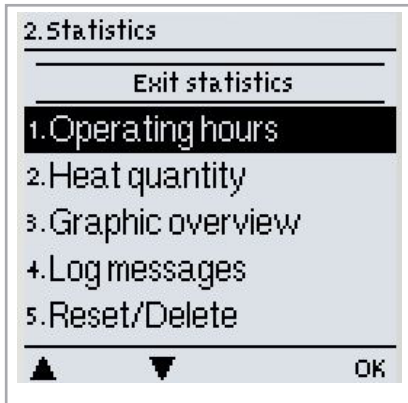 2.Statistics
Exit statistics
1.Operating hours
2.Heat quantity
3.Graphic overview
4.Log messages
5.Reset/Delete
▲ ▼ OK